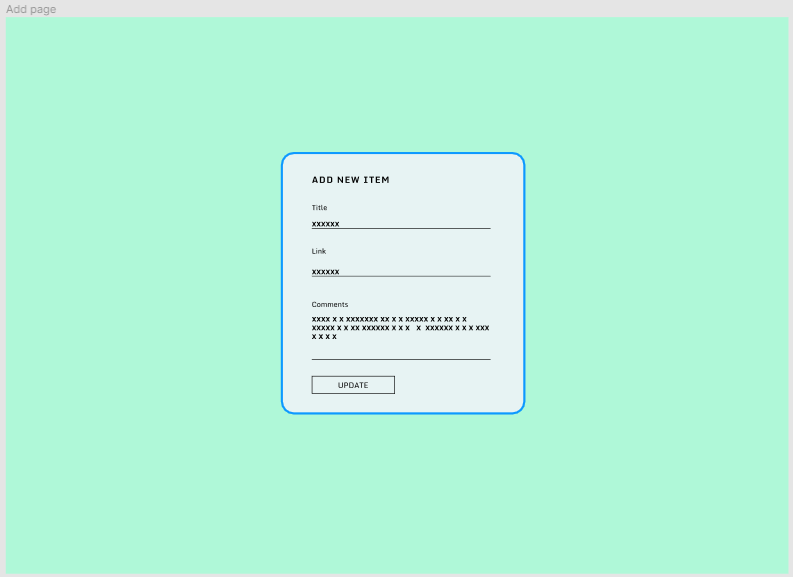 Add page
ADD NEW ITEM
Title
xxxxxx
Link
xxxxxx
Comments
xxxx x x xxxxxxx xx x x xxxxx x x xx x x
xxxxx x x xx xxxxxx x x x x xxxxxx x x x xxx
x x x x
UPDATE